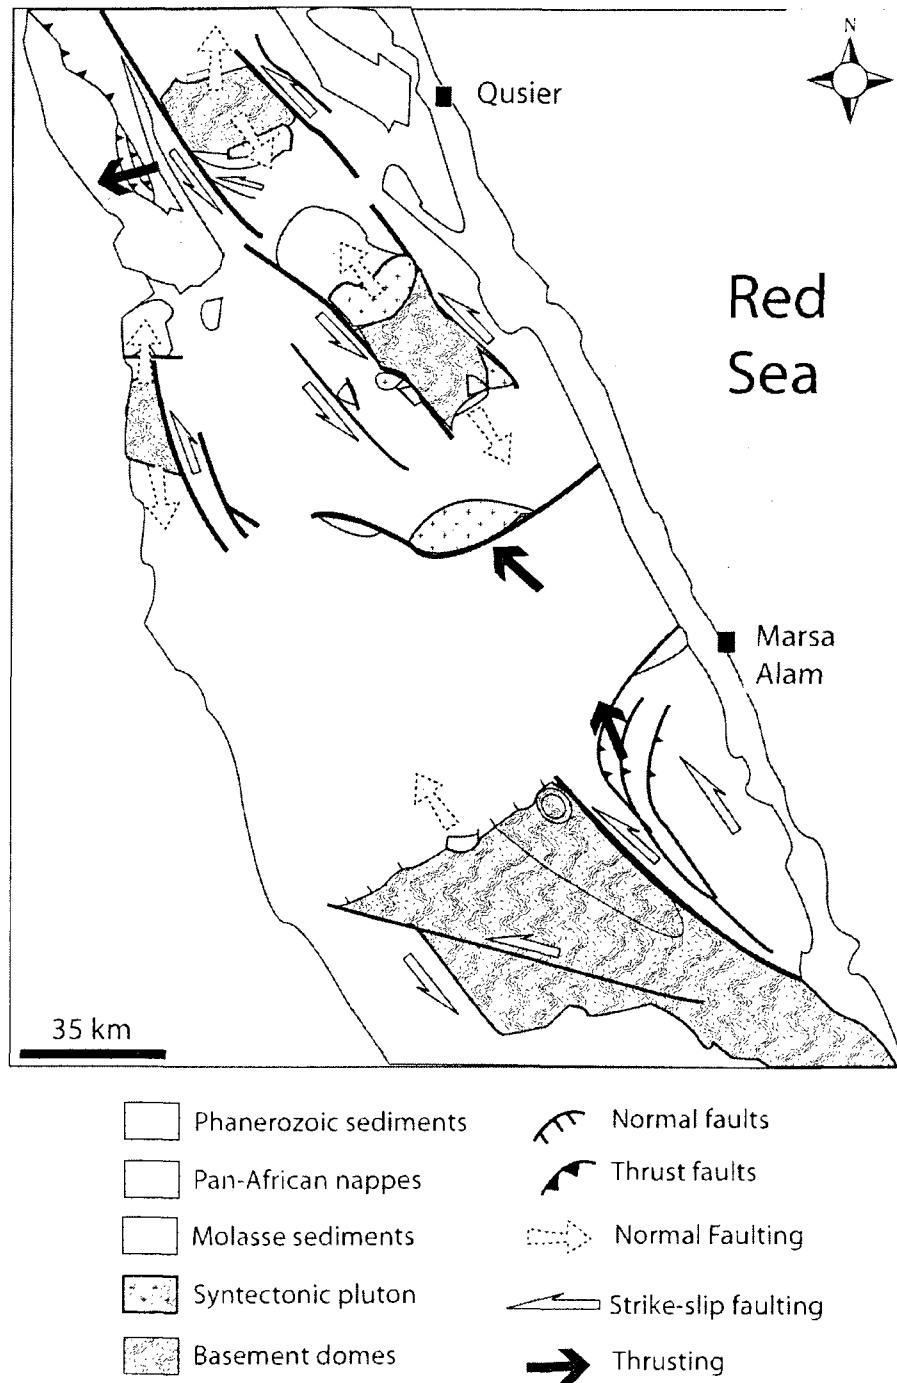 N
Qusier
Red
Sea
Marsa
Alam
35 km
Phanerozoic sediments
Pan-African nappes
Molasse sediments
Syntectonic pluton
Basement domes
Normal faults
Thrust faults
Normal Faulting
Strike-slip faulting
Thrusting